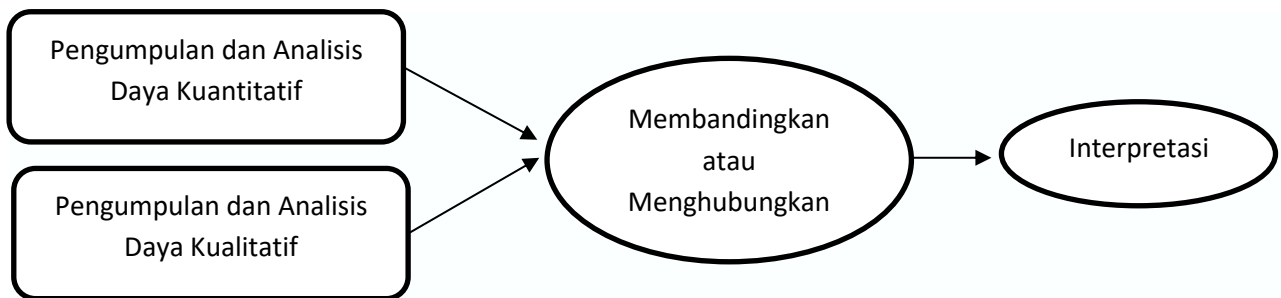 Pengumpulan dan Analisis
Daya Kuantitatif
Pengumpulan dan Analisis
Daya Kualitatif
Membandingkan
atau
Menghubungkan
Interpretasi